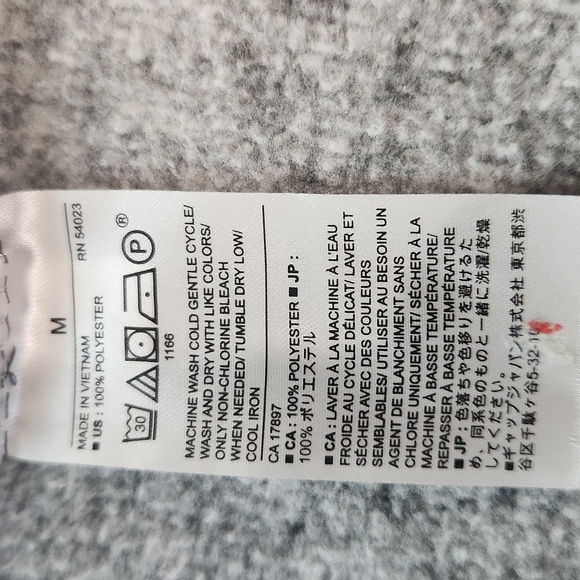 M
MADE IN VIETNAM RN 54023
■ US : 100% POLYESTER
®
30 P
1166
MACHINE WASH COLD GENTLE CYCLE/
WASH AND DRY WITH LIKE COLORS/
ONLY NON-CHLORINE BLEACH
WHEN NEEDED/ TUMBLE DRY LOW/
COOL IRON
CA 17897
■ CA : 100% POLYESTER ■ JP :
100% ポリエステル
■ CA : LAVER À LA MACHINE À L'EAU
FROIDE AU CYCLE DÉLICAT/ LAVER ET
SÉCHER AVEC DES COULEURS
SEMBLABLES/ UTILISER AU BESOIN UN
AGENT DE BLANCHIMENT SANS
CHLORE UNIQUEMENT/ SÉCHER À LA
MACHINE À BASSE TEMPÉRATURE/
REPASSER À BASSE TEMPÉRATURE
■ JP : 色落ちや色移りを避けるた
め、同系色のものと一緒に洗濯/乾燥
してください。
■ギャップジャパン株式会社 東京都渋
谷区千駄ヶ谷5-32-10